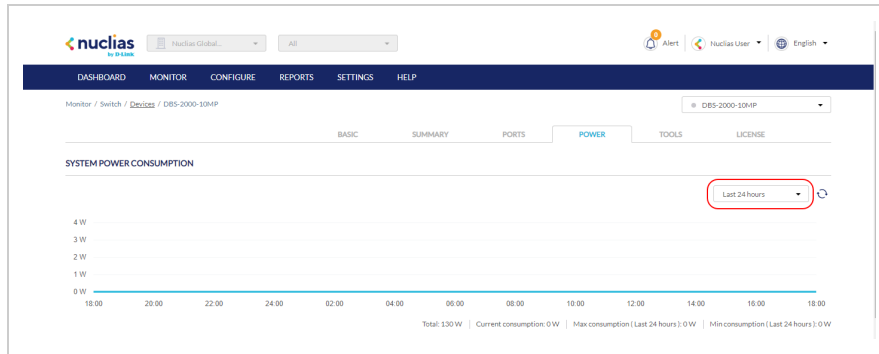 nuclias
by D-Link
Nuclias Global...
All
0
Alert
Nuclias User
English
DASHBOARD MONITOR CONFIGURE REPORTS SETTINGS HELP
Monitor / Switch / Devices / DBS-2000-10MP
DBS-2000-10MP
BASIC SUMMARY PORTS POWER TOOLS LICENSE
SYSTEM POWER CONSUMPTION
Last 24 hours
4 W
3 W
2 W
1 W
0 W
18:00 20:00 22:00 24:00 02:00 04:00 06:00 08:00 10:00 12:00 14:00 16:00 18:00
Total: 130 W | Current consumption: 0 W | Max consumption ( Last 24 hours ): 0 W | Min consumption ( Last 24 hours ): 0 W